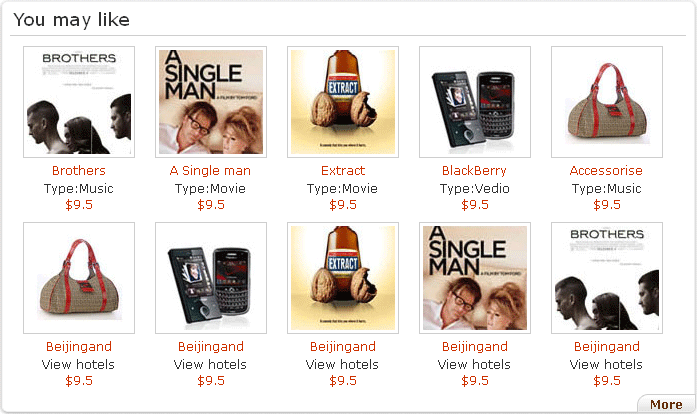 You may like
BROTHERS
A
SINGLE
MAN
A FILM BY TOM FORD
EXTRACT
Brothers
A Single man
Extract
BlackBerry
Accessorise
Type:Music
Type:Movie
Type:Movie
Type:Vedio
Type:Music
$9.5
$9.5
$9.5
$9.5
$9.5
EXTRACT
A
SINGLE
MAN
A FILM BY TOM FORD
BROTHERS
Beijingand
Beijingand
Beijingand
Beijingand
Beijingand
View hotels
View hotels
View hotels
View hotels
View hotels
$9.5
$9.5
$9.5
$9.5
$9.5
More